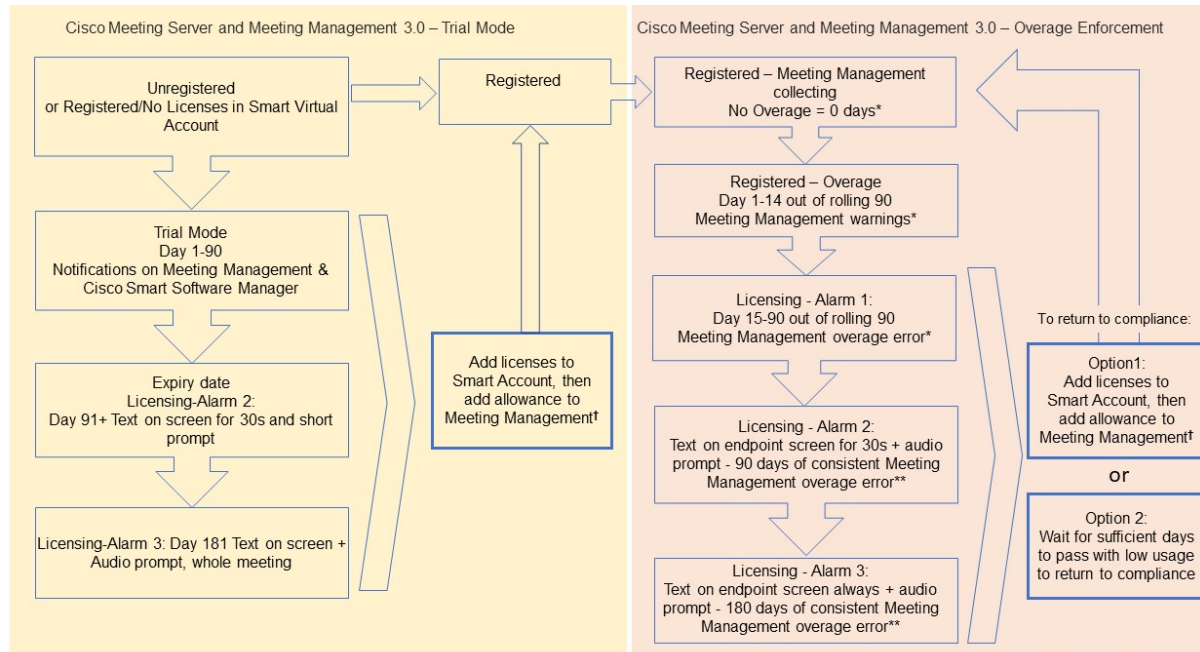 Cisco Meeting Server and Meeting Management 3.0 – Trial Mode
Unregistered
or Registered/No Licenses in Smart Virtual
Account
Registered
Trial Mode
Day 1-90
Notifications on Meeting Management &
Cisco Smart Software Manager
Expiry date
Licensing-Alarm 2:
Day 91+ Text on screen for 30s and short
prompt
Licensing-Alarm 3: Day 181 Text on screen +
Audio prompt, whole meeting
Add licenses to
Smart Account, then
add allowance to
Meeting Management†
Cisco Meeting Server and Meeting Management 3.0 – Overage Enforcement
Registered – Meeting Management
collecting
No Overage = 0 days*
Registered – Overage
Day 1-14 out of rolling 90
Meeting Management warnings*
Licensing - Alarm 1:
Day 15-90 out of rolling 90
Meeting Management overage error*
Licensing - Alarm 2:
Text on endpoint screen for 30s + audio
prompt - 90 days of consistent Meeting
Management overage error**
Licensing - Alarm 3:
Text on endpoint screen always + audio
prompt - 180 days of consistent Meeting
Management overage error**
To return to compliance:
Option1:
Add licenses to
Smart Account, then
add allowance to
Meeting Management†
or
Option 2:
Wait for sufficient days
to pass with low usage
to return to compliance